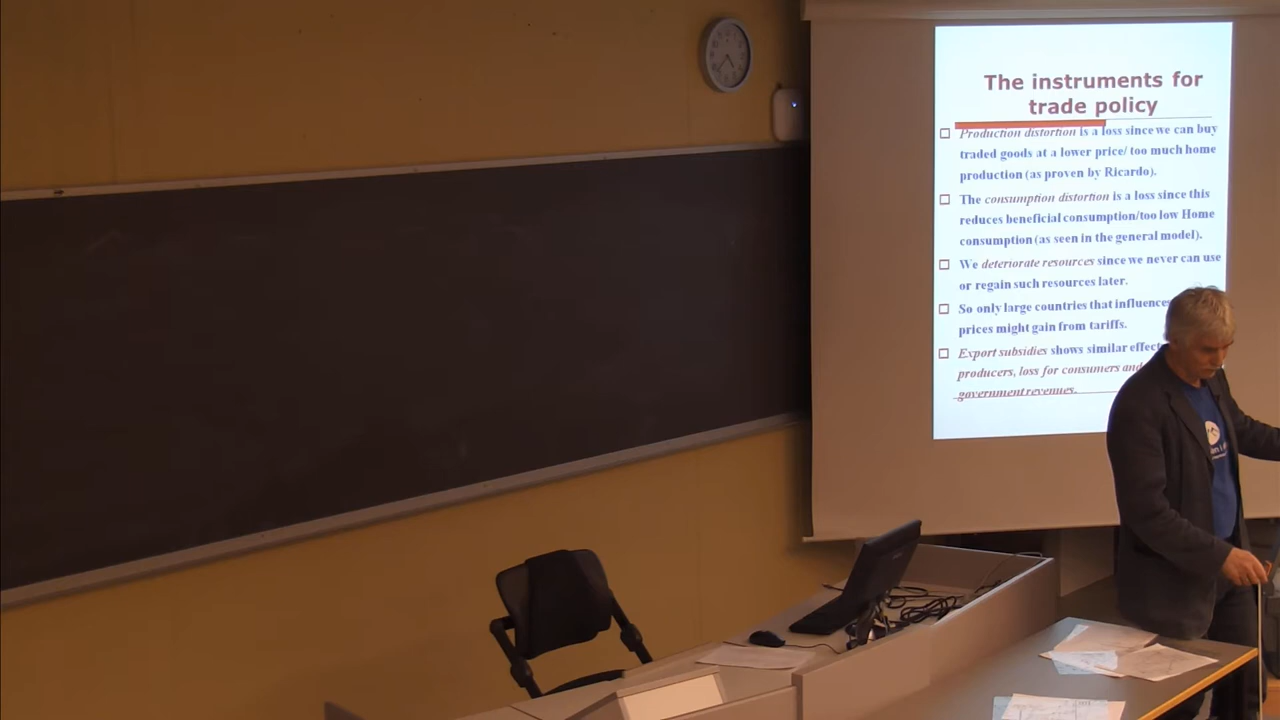 The instruments for
trade policy
Production distortion is a loss since we can buy
traded goods at a lower price/ too much home
production (as proven by Ricardo).
The consumption distortion is a loss since this
reduces beneficial consumption/too low Home
consumption (as seen in the general model).
We deteriorate resources since we never can use
or regain such resources later.
So only large countries that influences
prices might gain from tariffs.
Export subsidies shows similar effect
producers, loss for consumers and
government revenues.